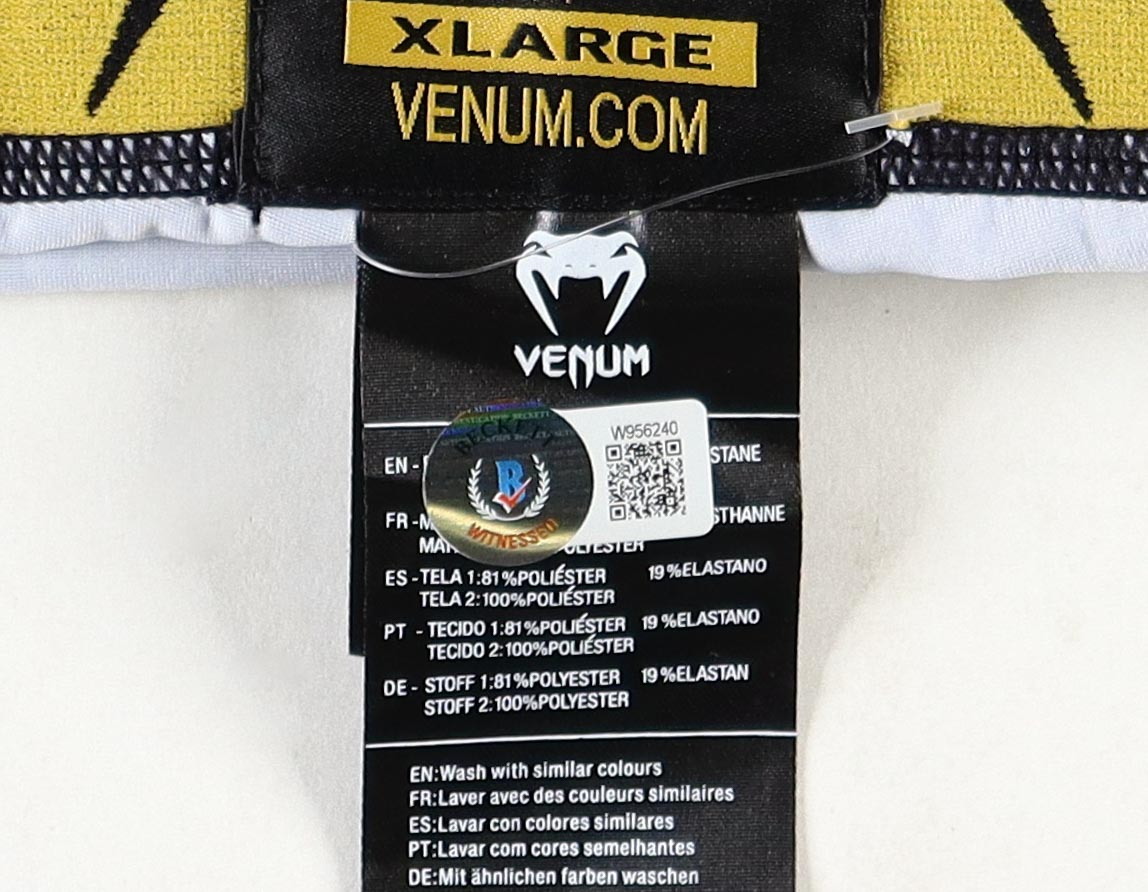 XLARGE
VENUM.COM
VENUM
BECKETT
WITNESSED
W956240
EN -
STANE
FR -M
STHANNE
MAT
OLYESTER
ES -TELA 1:81%POLIÉSTER 19%ELASTANO
TELA 2:100%POLIÉSTER
PT - TECIDO 1:81%POLIÉSTER 19%ELASTANO
TECIDO 2:100%POLIÉSTER
DE - STOFF 1:81%POLYESTER 19%ELASTAN
STOFF 2:100%POLYESTER
EN:Wash with similar colours
FR:Laver avec des couleurs similaires
ES:Lavar con colores similares
PT:Lavar com cores semelhantes
DE:Mit ähnlichen farben waschen